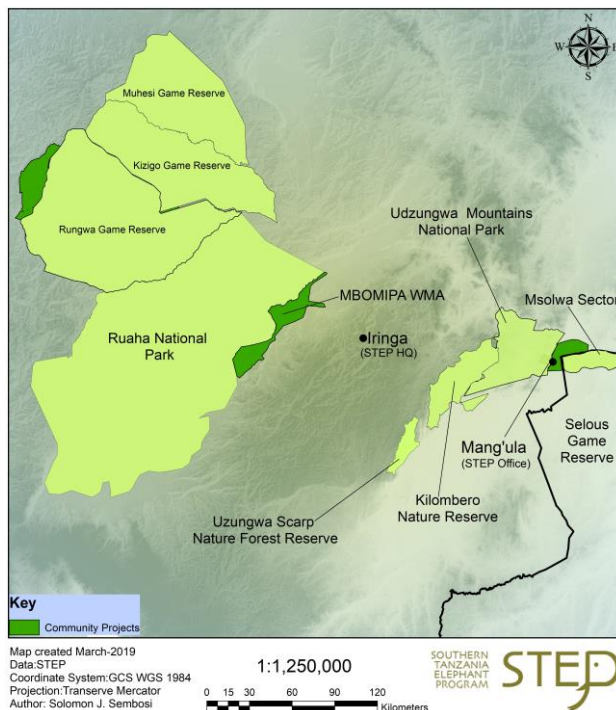 N
W
E
S
Muhesi Game Reserve
Kizigo Game Reserve
Rungwa Game Reserve
Udzungwa Mountains
National Park
MBOMIPA WMA
Msolwa Sector
Ruaha National
Park
Iringa
(STEP HQ)
Mang'ula
(STEP Office)
Selous
Game
Reserve
Kilombero
Nature Reserve
Uzungwa Scarp
Nature Forest Reserve
Key
Community Projects
Map created March-2019
Data:STEP
Coordinate System:GCS WGS 1984
Projection:Transerve Mercator
Author: Solomon J. Sembosi
1:1,250,000
0 15 30 60 90 120
Kilometers
SOUTHERN
TANZANIA
ELEPHANT
PROGRAM
STEP